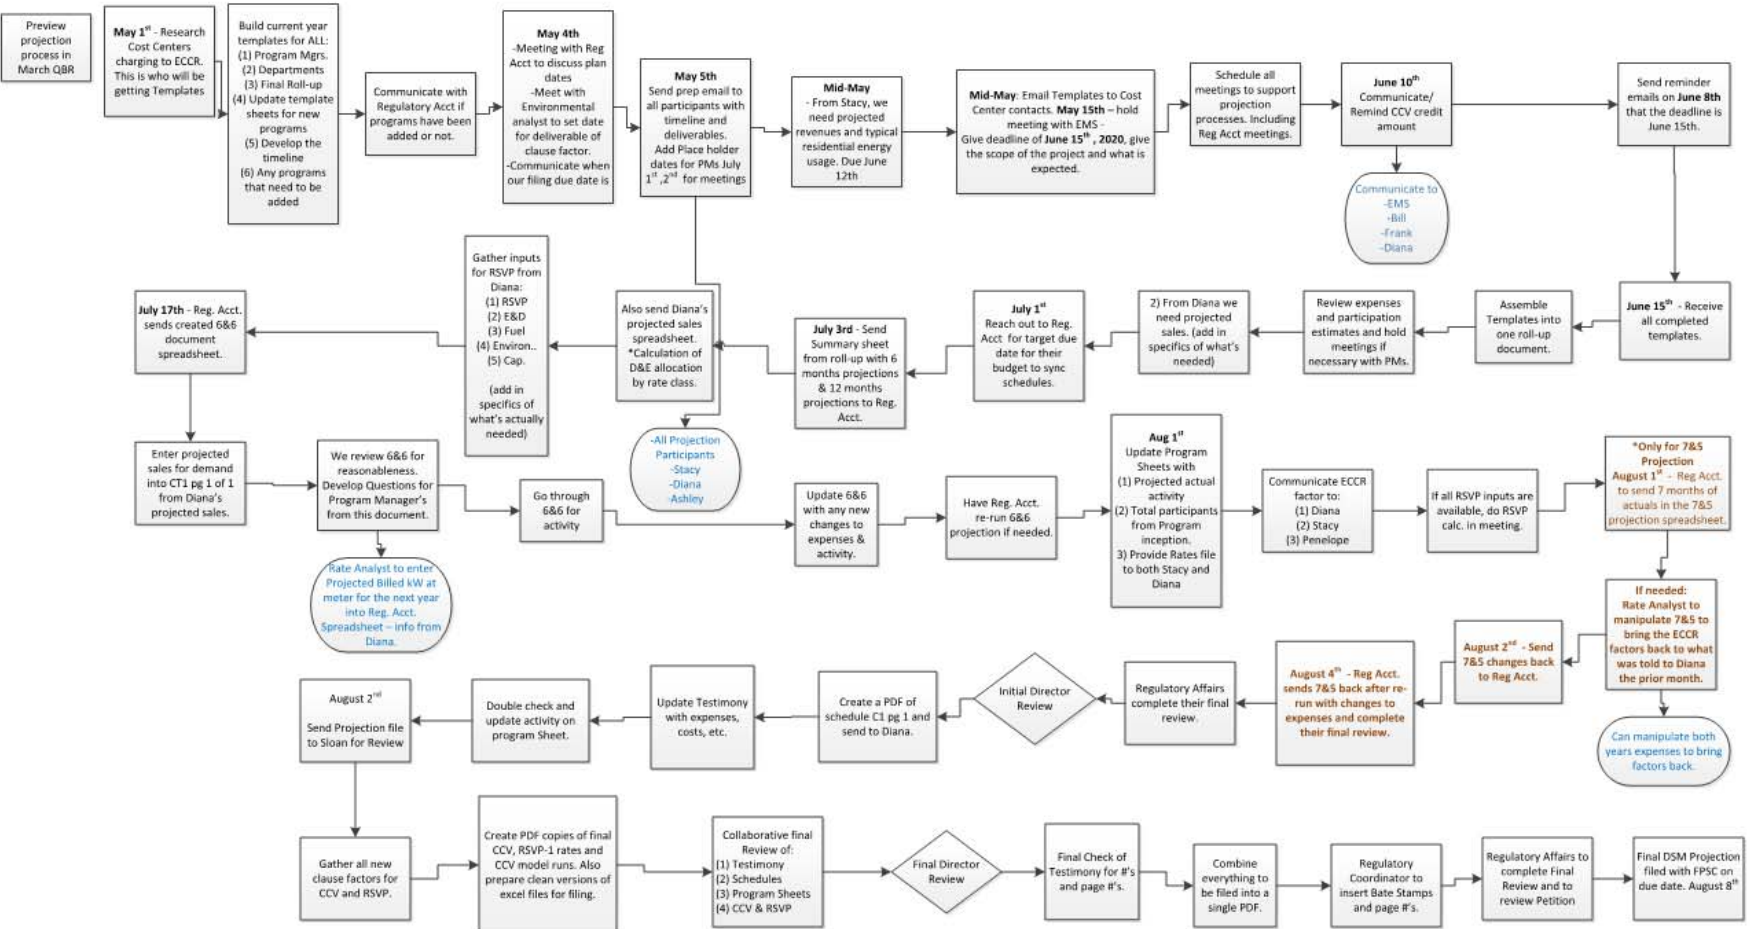 Preview
projection
process in
March QBR
May 1st - Research
Cost Centers
charging to ECCR.
This is who will be
getting Templates
Build current year
templates for ALL:
(1) Program Mgrs.
(2) Departments
(3) Final Roll-up
(4) Update template
sheets for new
programs
(5) Develop the
timeline
(6) Any programs
that need to be
added
Communicate with
Regulatory Acct if
programs have been
added or not.
May 4th
-Meeting with Reg
Acct to discuss plan
dates
-Meet with
Environmental
analyst to set date
for deliverable of
clause factor.
-Communicate when
our filing due date is
May 5th
Send prep email to
all participants with
timeline and
deliverables.
Add Place holder
dates for PMs July
1st ,2nd for meetings
Mid-May
- From Stacy, we
need projected
revenues and typical
residential energy
usage. Due June
12th
Mid-May: Email Templates to Cost
Center contacts. May 15th – hold
meeting with EMS -
Give deadline of June 15th , 2020, give
the scope of the project and what is
expected.
Schedule all
meetings to support
projection
processes. Including
Reg Acct meetings.
June 10th
Communicate/
Remind CCV credit
amount
Send reminder
emails on June 8th
that the deadline is
June 15th.
Communicate to
-EMS
-Bill
-Frank
-Diana
July 17th - Reg. Acct.
sends created 6&6
document
spreadsheet.
Gather inputs
for RSVP from
Diana:
(1) RSVP
(2) E&D
(3) Fuel
(4) Environ..
(5) Cap.
(add in
specifics of
what's actually
needed)
Also send Diana's
projected sales
spreadsheet.
*Calculation of
D&E allocation
by rate class.
July 3rd - Send
Summary sheet
from roll-up with 6
months projections
& 12 months
projections to Reg.
Acct.
July 1st
Reach out to Reg.
Acct for target due
date for their
budget to sync
schedules.
2) From Diana we
need projected
sales. (add in
specifics of what's
needed)
Review expenses
and participation
estimates and hold
meetings if
necessary with PMs.
Assemble
Templates into
one roll-up
document.
June 15th - Receive
all completed
templates.
Enter projected
sales for demand
into CT1 pg 1 of 1
from Diana's
projected sales.
We review 6&6 for
reasonableness.
Develop Questions for
Program Manager's
from this document.
Go through
6&6 for
activity
-All Projection
Participants
-Stacy
-Diana
-Ashley
Update 6&6
with any new
changes to
expenses &
activity.
Have Reg. Acct.
re-run 6&6
projection if needed.
Aug 1st
Update Program
Sheets with
(1) Projected actual
activity
(2) Total participants
from Program
inception.
3) Provide Rates file
to both Stacy and
Diana
Communicate ECCR
factor to:
(1) Diana
(2) Stacy
(3) Penelope
If all RSVP inputs are
available, do RSVP
calc. in meeting.
*Only for 7&5
Projection
August 1st - Reg Acct.
to send 7 months of
actuals in the 7&5
projection spreadsheet.
Rate Analyst to enter
Projected Billed kW at
meter for the next year
into Reg. Acct.
Spreadsheet – info from
Diana.
If needed:
Rate Analyst to
manipulate 7&5 to
bring the ECCR
factors back to what
was told to Diana
the prior month.
August 2nd - Send
7&5 changes back
to Reg Acct.
August 4th - Reg Acct.
sends 7&5 back after re-
run with changes to
expenses and complete
their final review.
Regulatory Affairs
complete their final
review.
Initial Director
Review
Create a PDF of
schedule C1 pg 1 and
send to Diana.
Update Testimony
with expenses,
costs, etc.
Double check and
update activity on
program Sheet.
August 2nd
Send Projection file
to Sloan for Review
Can manipulate both
years expenses to bring
factors back.
Gather all new
clause factors for
CCV and RSVP.
Create PDF copies of final
CCV, RSVP-1 rates and
CCV model runs. Also
prepare clean versions of
excel files for filing.
Collaborative final
Review of:
(1) Testimony
(2) Schedules
(3) Program Sheets
(4) CCV & RSVP
Final Director
Review
Final Check of
Testimony for #'s
and page #'s.
Combine
everything to
be filed into a
single PDF.
Regulatory
Coordinator to
insert Bate Stamps
and page #'s.
Regulatory Affairs to
complete Final
Review and to
review Petition
Final DSM Projection
filed with FPSC on
due date. August 8th